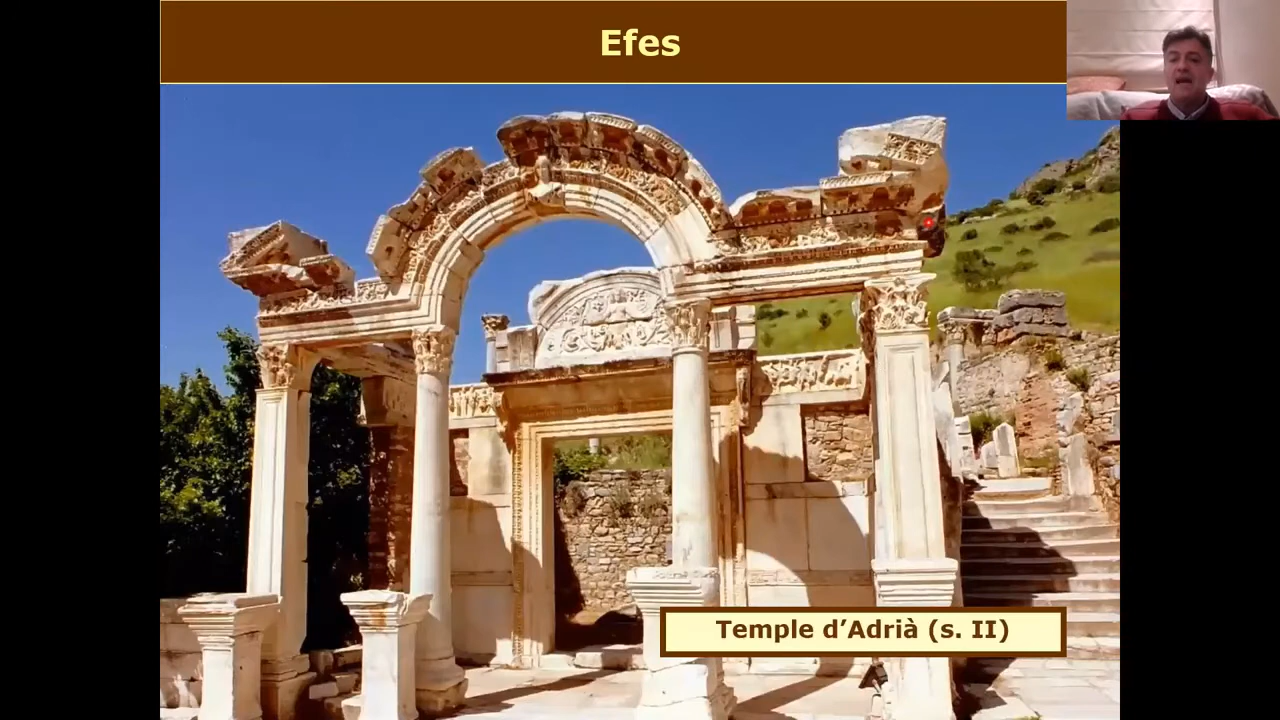 Efes
Temple d’Adrià (s. II)